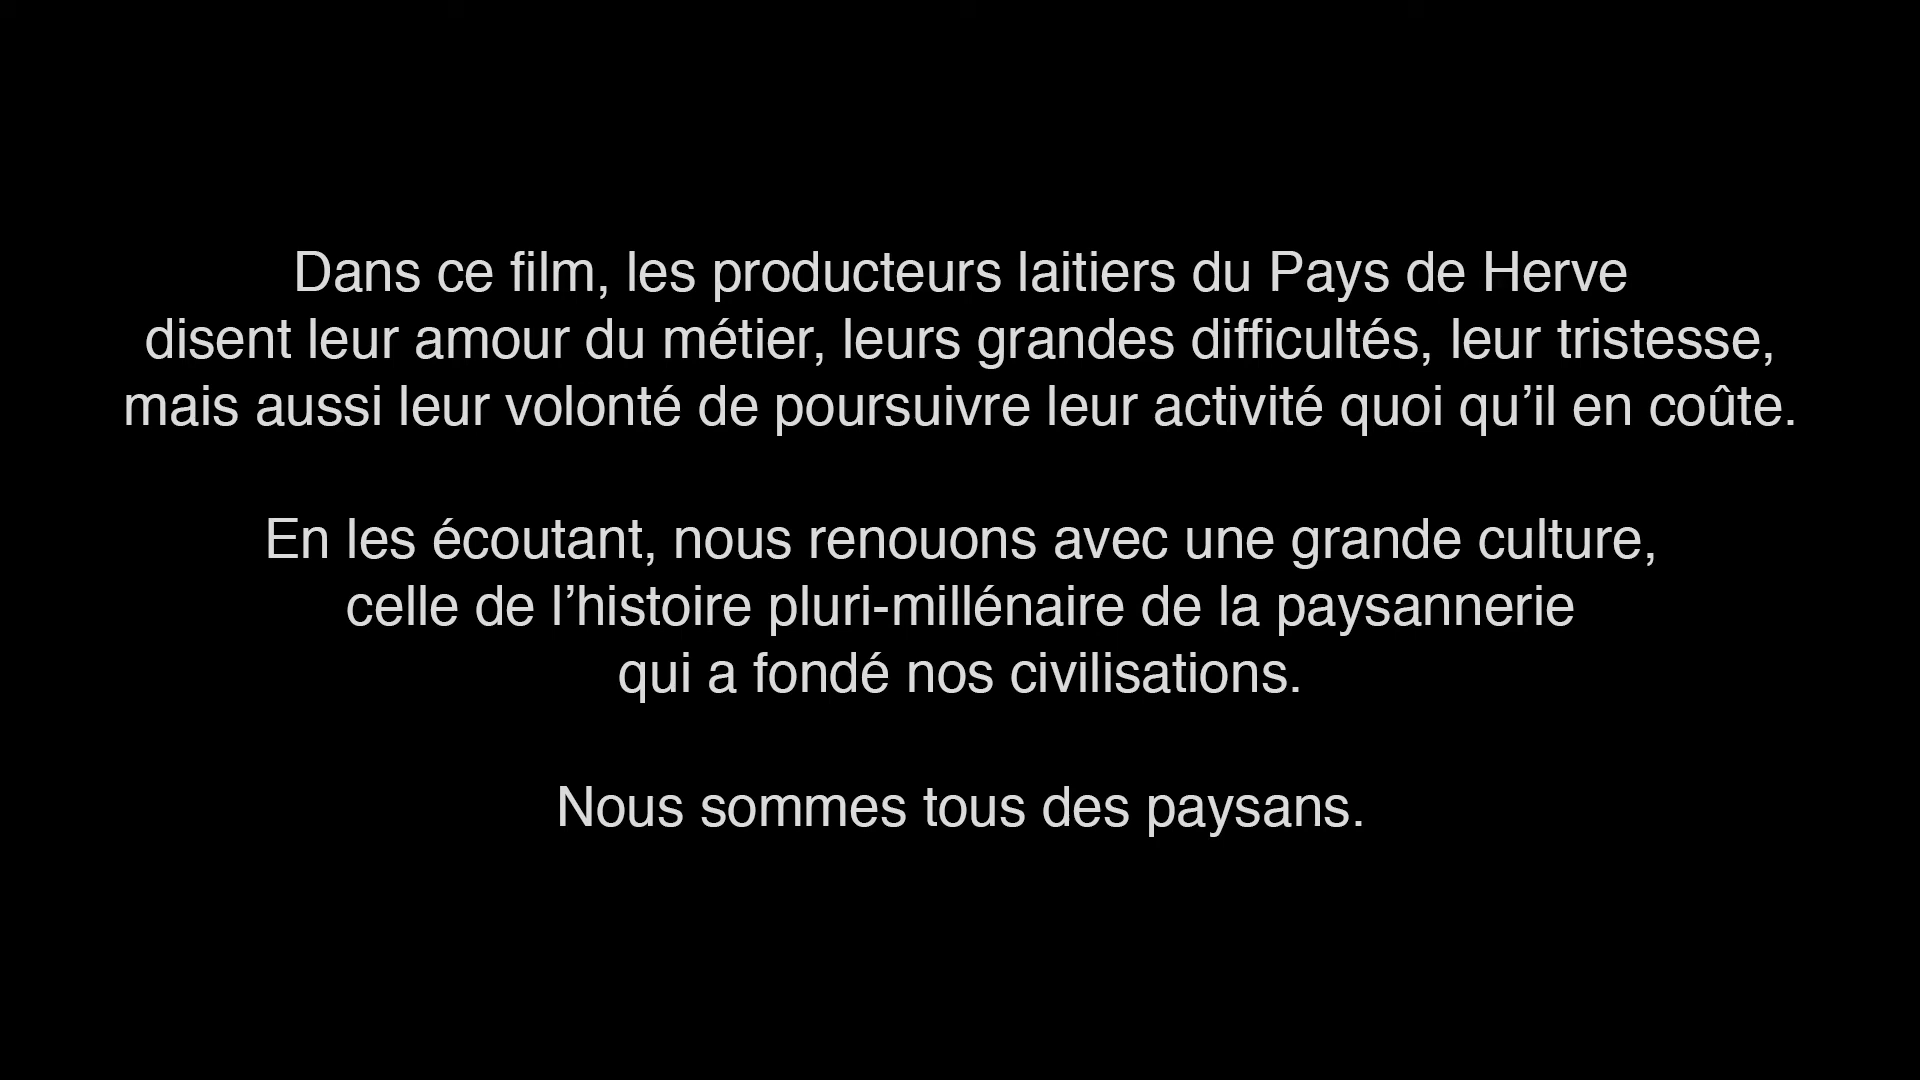 Dans ce film, les producteurs laitiers du Pays de Herve
disent leur amour du métier, leurs grandes difficultés, leur tristesse,
mais aussi leur volonté de poursuivre leur activité quoi qu’il en coûte.
En les écoutant, nous renouons avec une grande culture,
celle de l’histoire pluri-millénaire de la paysannerie
qui a fondé nos civilisations.
Nous sommes tous des paysans.